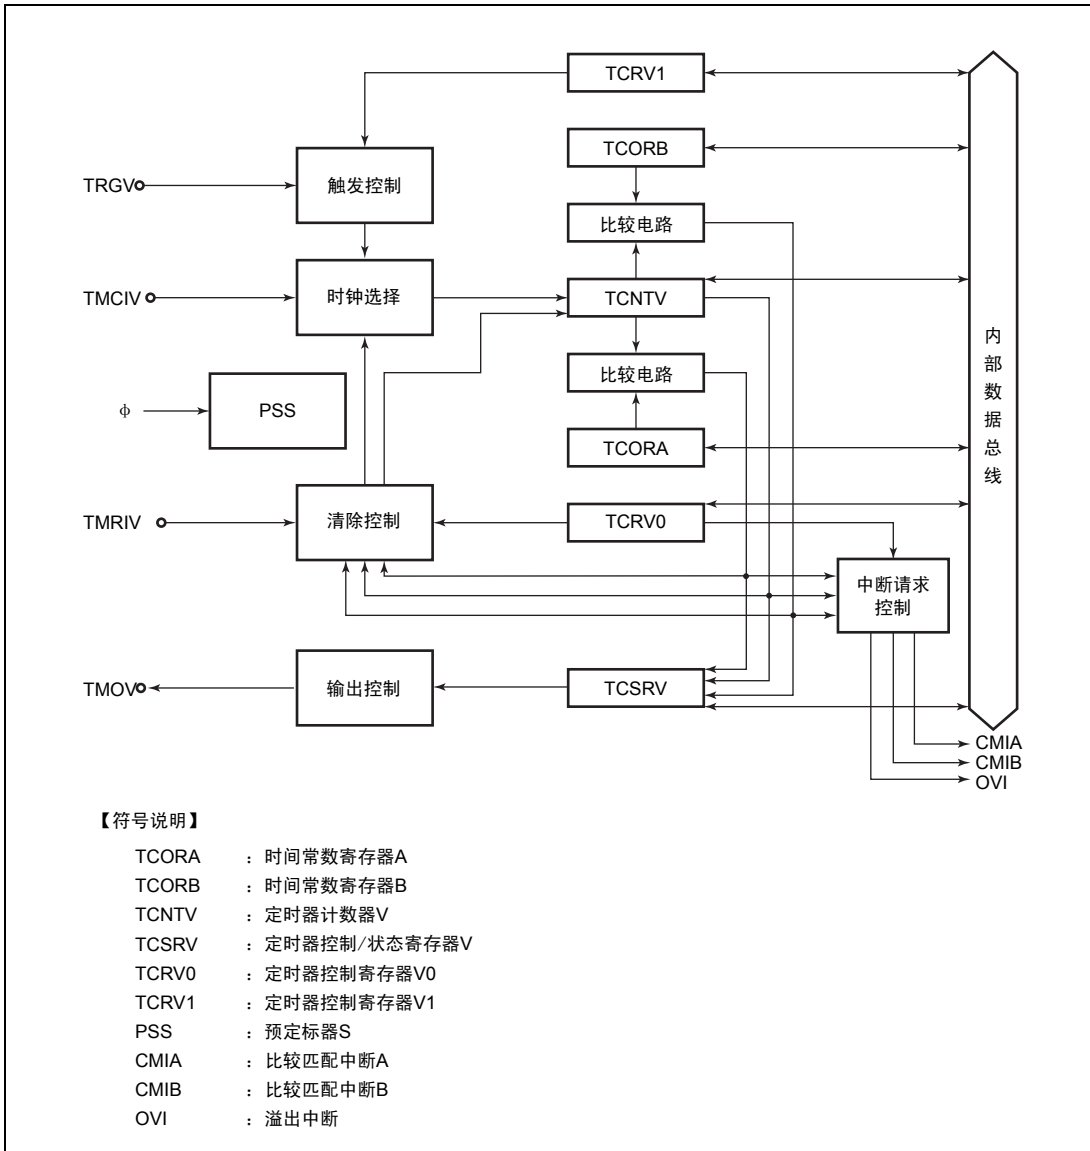 TCRV1
TCORB
TRGV
触发控制
比较电路
TMCIV
时钟选择
TCNTV
比较电路
内部数据总线
φ
PSS
TCORA
TMRIV
清除控制
TCRV0
中断请求
控制
TMOV
输出控制
TCSRV
CMIA
CMIB
OVI
【符号说明】
TCORA ：时间常数寄存器A
TCORB ：时间常数寄存器B
TCNTV ：定时器计数器V
TCSRV ：定时器控制/状态寄存器V
TCRV0 ：定时器控制寄存器V0
TCRV1 ：定时器控制寄存器V1
PSS ：预定标器S
CMIA ：比较匹配中断A
CMIB ：比较匹配中断B
OVI ：溢出中断